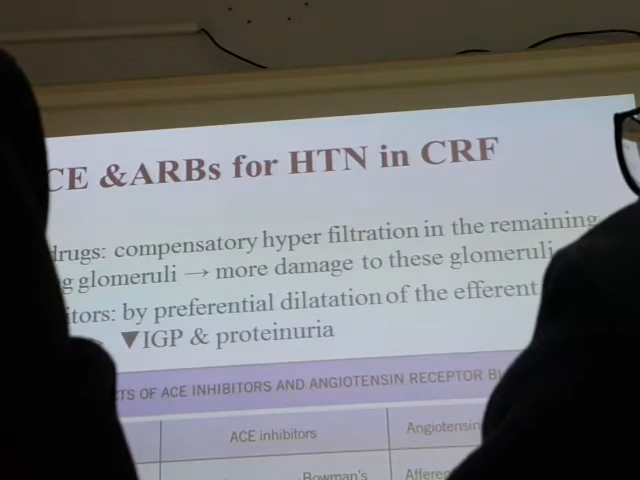 CE &ARBs for HTN in CRF
drugs: compensatory hyper filtration in the remaining
g glomeruli → more damage to these glomeruli
itors: by preferential dilatation of the efferent
▼IGP & proteinuria
TS OF ACE INHIBITORS AND ANGIOTENSIN RECEPTOR
ACE inhibitors Angiotensin
Bowman's